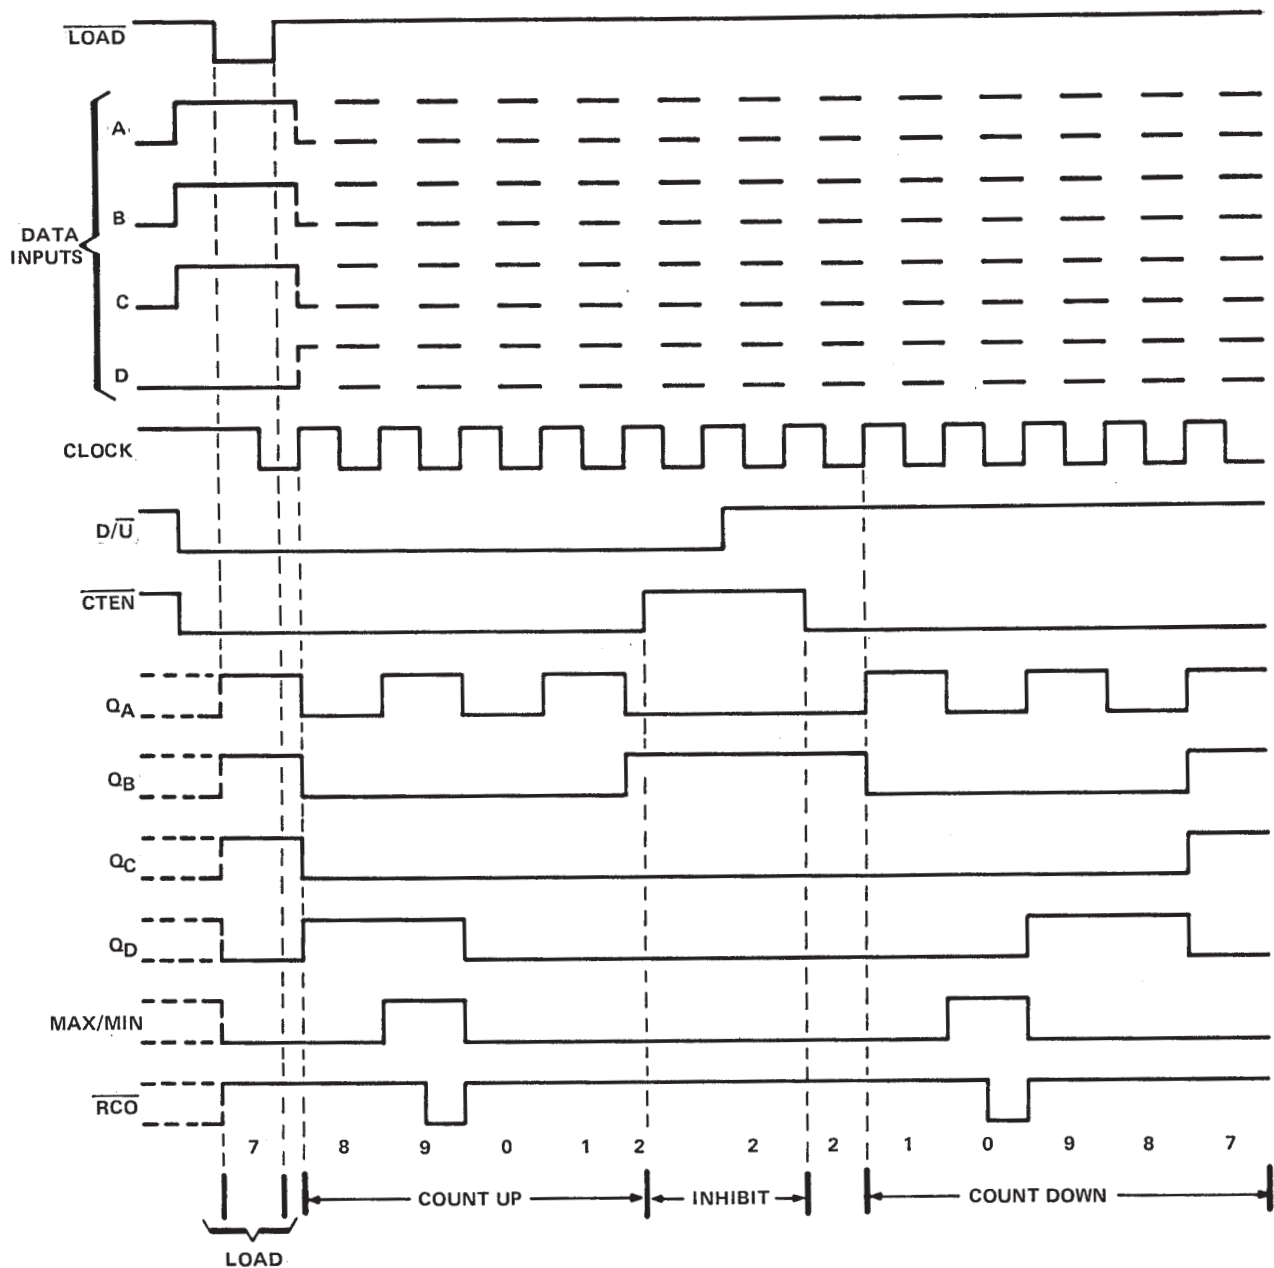 LOAD
A
B
DATA
INPUTS
C
D
CLOCK
D/U
CTEN
QA
QB
QC
QD
MAX/MIN
RCO
7 8 9 0 1 2 2 2 1 0 9 8 7
COUNT UP INHIBIT COUNT DOWN
LOAD